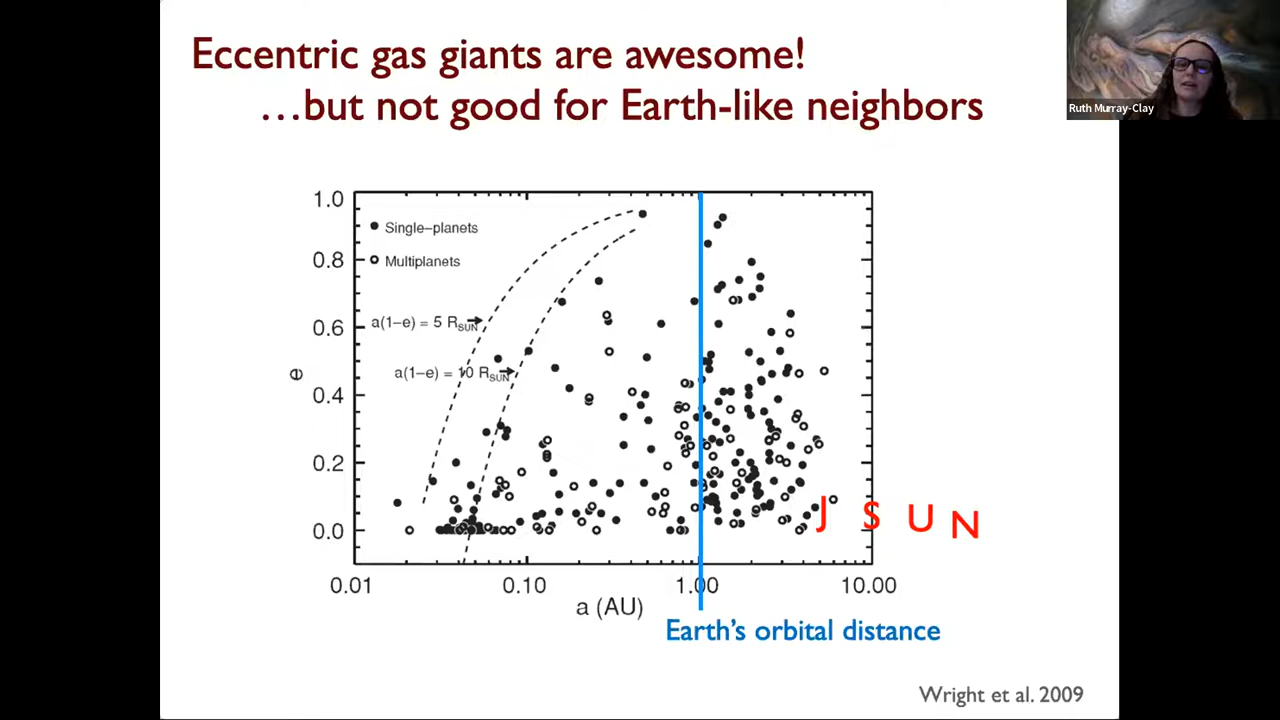 Eccentric gas giants are awesome!
…but not good for Earth-like neighbors
Ruth Murray-Clay
1.0
0.8
0.6
0.4
0.2
0.0
e
Single–planets
Multiplanets
a(1–e) = 5 RSUN
a(1–e) = 10 RSUN
J S U N
0.01 0.10 1.00 10.00
a (AU)
Earth's orbital distance
Wright et al. 2009